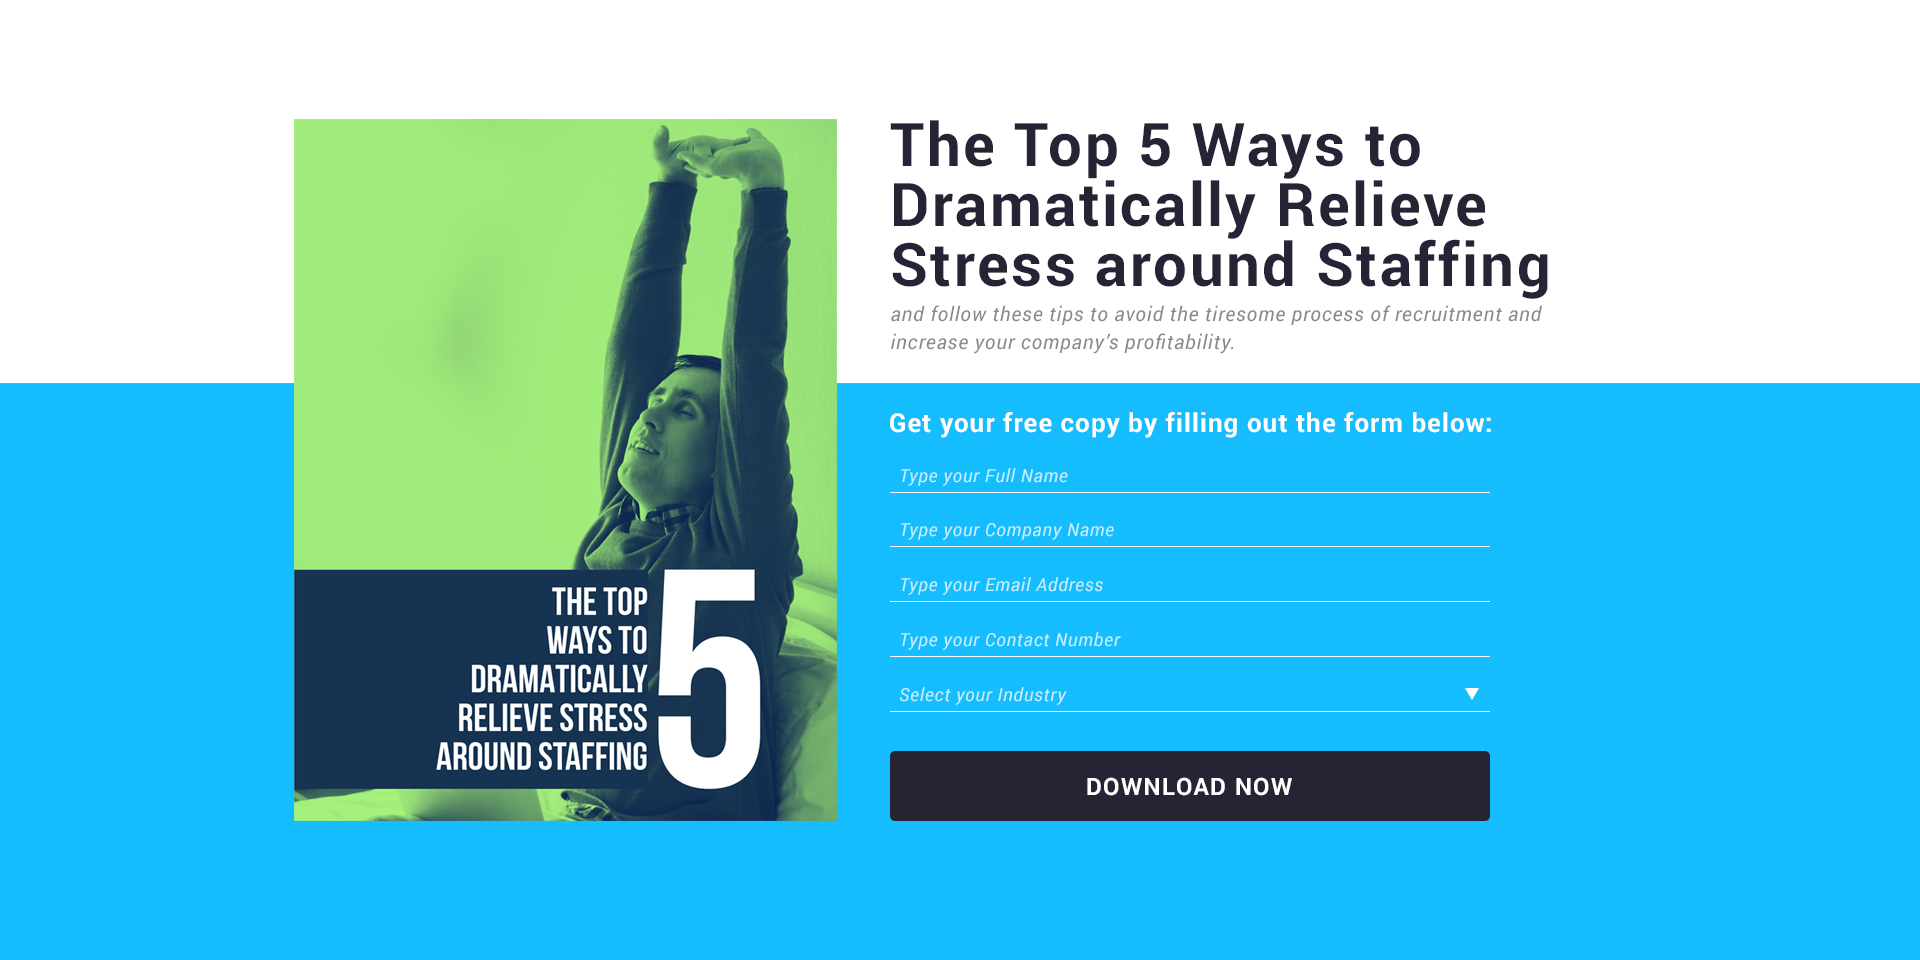 The Top 5 Ways to
Dramatically Relieve
Stress around Staffing
and follow these tips to avoid the tiresome process of recruitment and
increase your company’s profitability.
THE TOP
WAYS TO
DRAMATICALLY
RELIEVE STRESS
AROUND STAFFING
5
Get your free copy by filling out the form below:
Type your Full Name
Type your Company Name
Type your Email Address
Type your Contact Number
Select your Industry
DOWNLOAD NOW